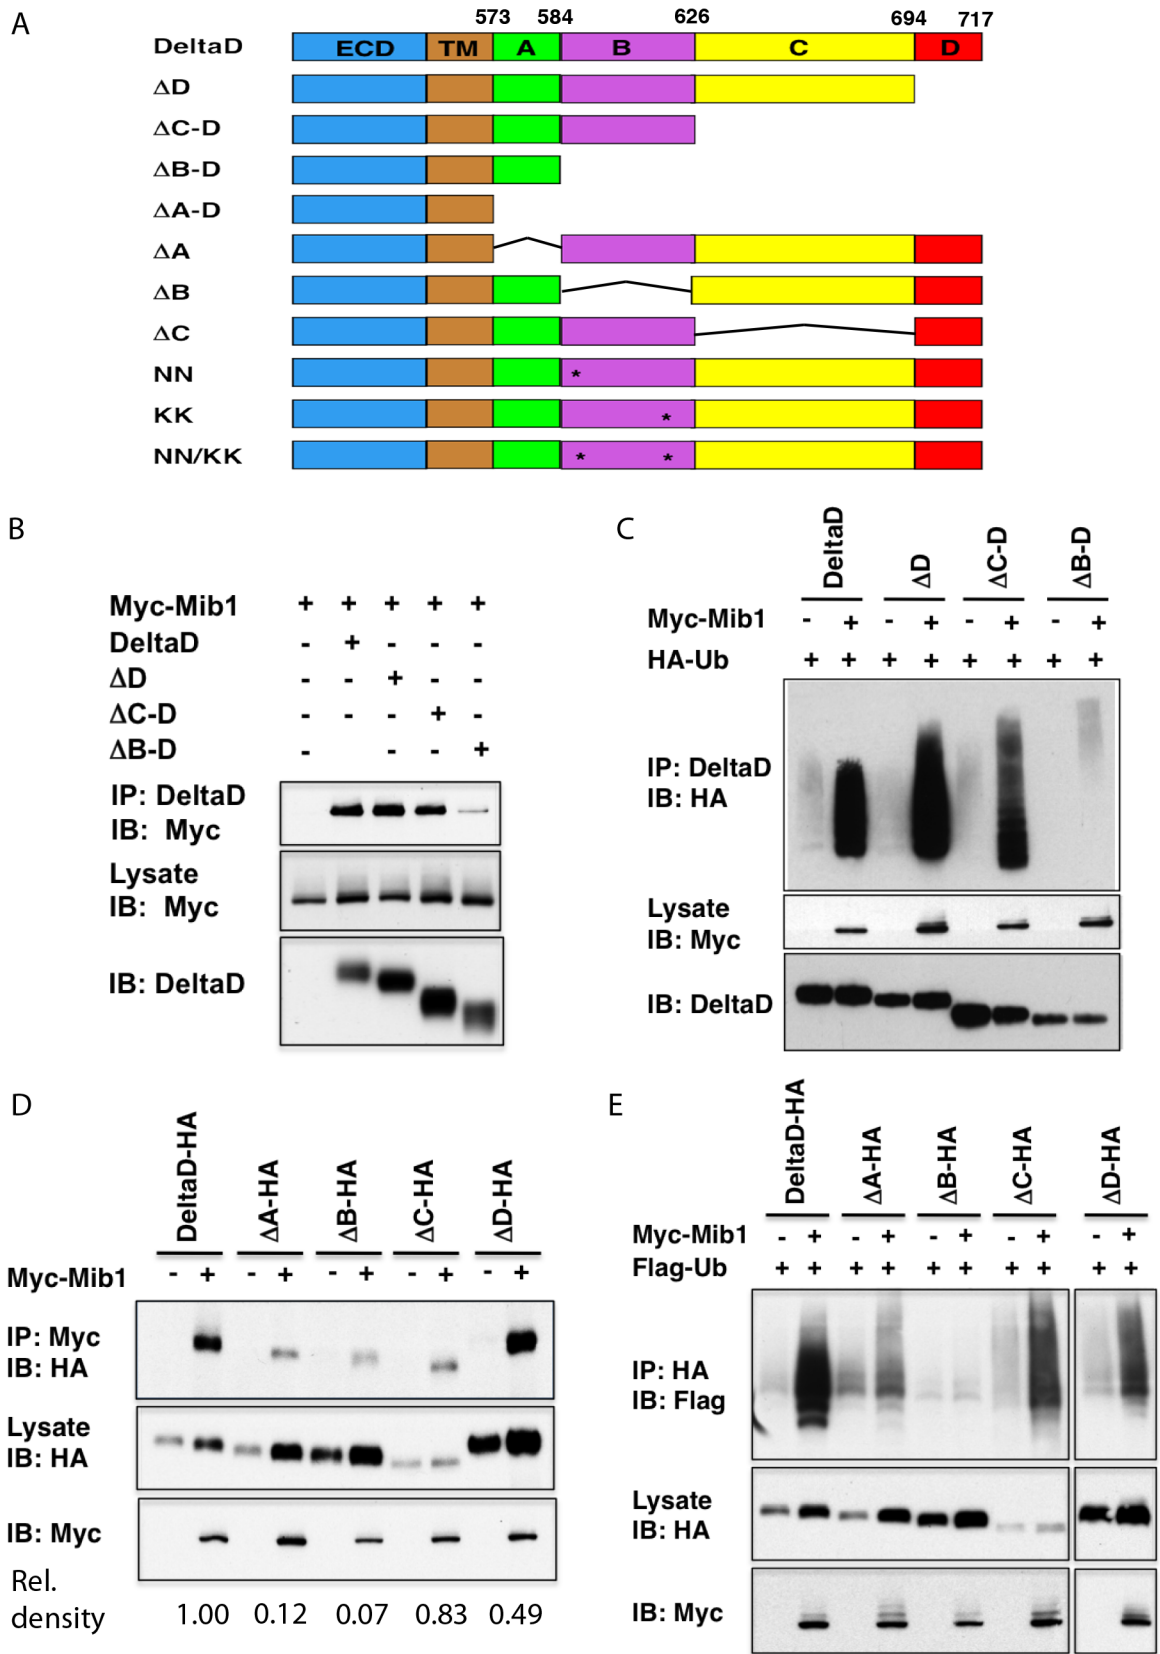 A
573 584 626 694 717
DeltaD ECD TM A B C D
ΔD
ΔC-D
ΔB-D
ΔA-D
ΔA
ΔB
ΔC
NN *
KK *
NN/KK * *
B
Myc-Mib1 + + + + +
DeltaD - + - - -
ΔD - - + - -
ΔC-D - - - + -
ΔB-D - - - +
IP: DeltaD
IB: Myc
Lysate
IB: Myc
IB: DeltaD
C
DeltaD ΔD ΔC-D ΔB-D
Myc-Mib1 - + - + - + - +
HA-Ub + + + + + + + +
IP: DeltaD
IB: HA
Lysate
IB: Myc
IB: DeltaD
D
DeltaD-HA ΔA-HA ΔB-HA ΔC-HA ΔD-HA
Myc-Mib1 - + - + - + - + - +
IP: Myc
IB: HA
Lysate
IB: HA
IB: Myc
Rel.
density 1.00 0.12 0.07 0.83 0.49
E
DeltaD-HA ΔA-HA ΔB-HA ΔC-HA ΔD-HA
Myc-Mib1 - + - + - + - + - +
Flag-Ub + + + + + + + + + +
IP: HA
IB: Flag
Lysate
IB: HA
IB: Myc